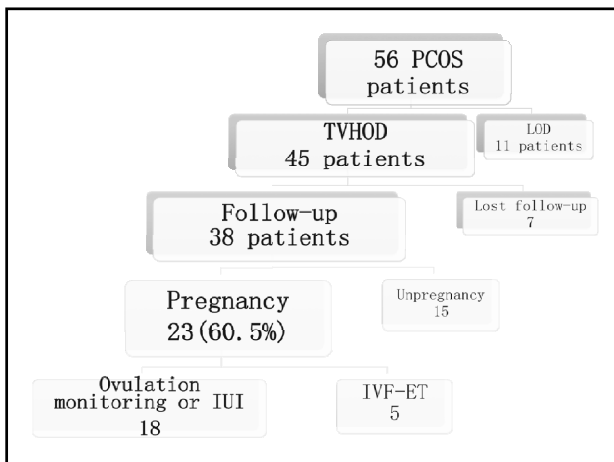 56 PCOS
patients
TVHOD
45 patients
LOD
11 patients
Follow-up
38 patients
Lost follow-up
7
Pregnancy
23(60.5%)
Unpregnancy
15
Ovulation
monitoring or IUI
18
IVF-ET
5